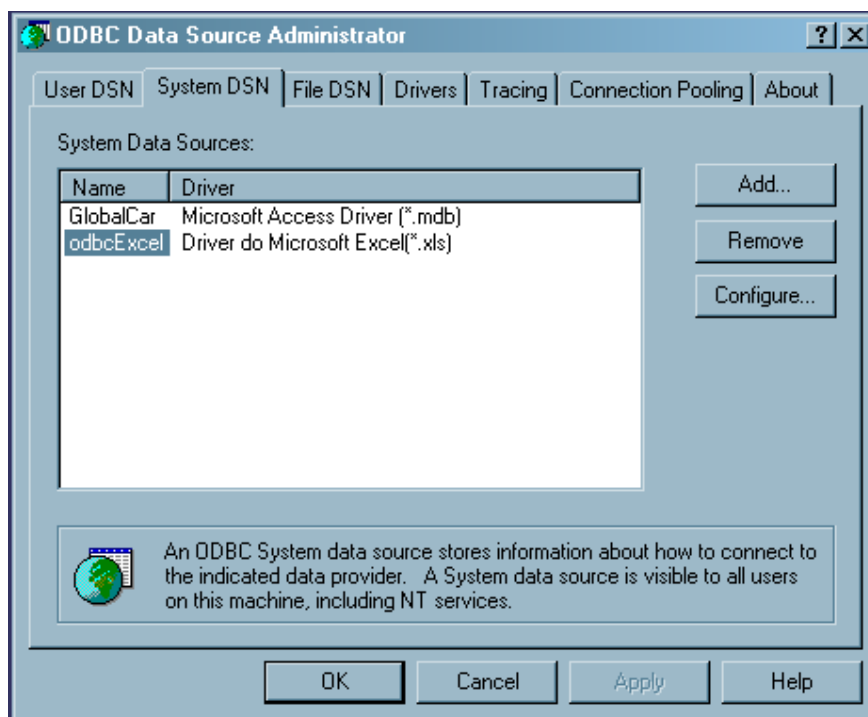 ODBC Data Source Administrator
User DSN System DSN File DSN Drivers Tracing Connection Pooling About
System Data Sources:
Name Driver
GlobalCar Microsoft Access Driver (*.mdb)
odbcExcel Driver do Microsoft Excel(*.xls)
Add...
Remove
Configure...
An ODBC System data source stores information about how to connect to
the indicated data provider. A System data source is visible to all users
on this machine, including NT services.
OK Cancel Apply Help